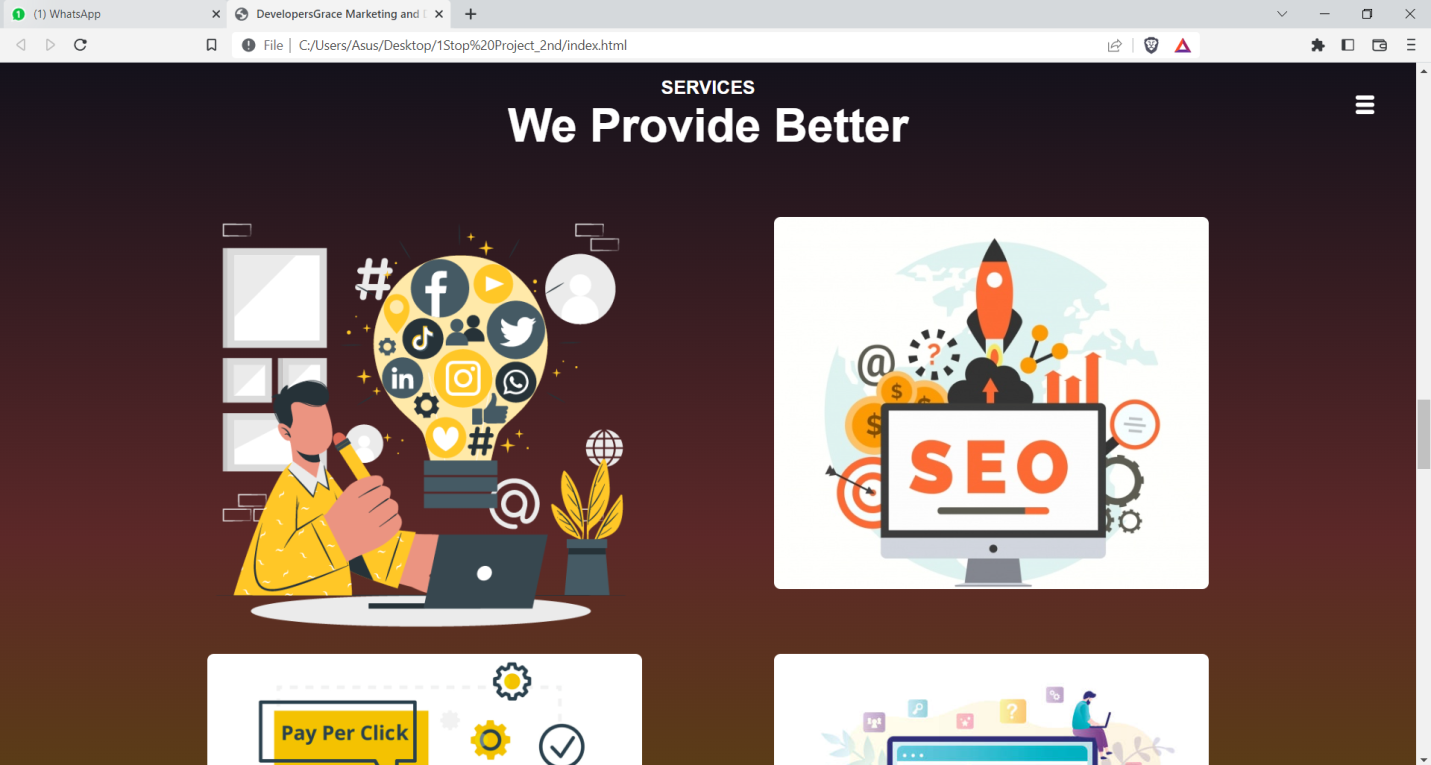 (1) WhatsApp
DevelopersGrace Marketing and
File
C:/Users/Asus/Desktop/1Stop%20Project_2nd/index.html
SERVICES
We Provide Better
#
f
in
#
@
@
?
$
$
$
SEO
Pay Per Click
?